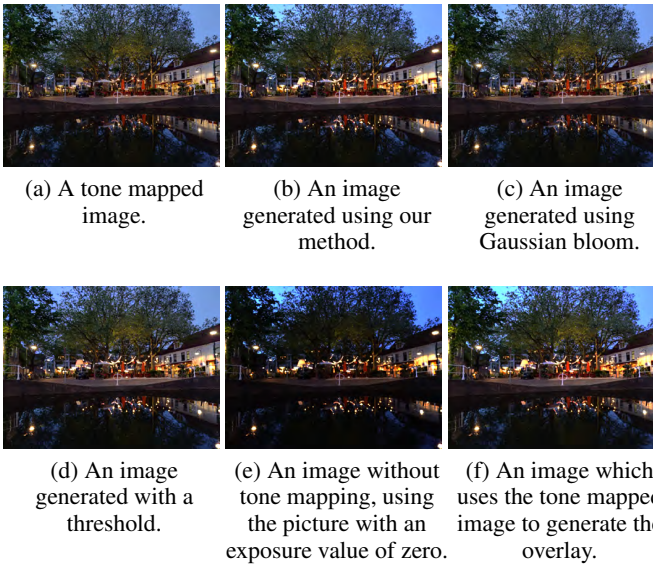 (a) A tone mapped
image.
(b) An image
generated using our
method.
(c) An image
generated using
Gaussian bloom.
(d) An image
generated with a
threshold.
(e) An image without
tone mapping, using
the picture with an
exposure value of zero.
(f) An image which
uses the tone mapped
image to generate the
overlay.